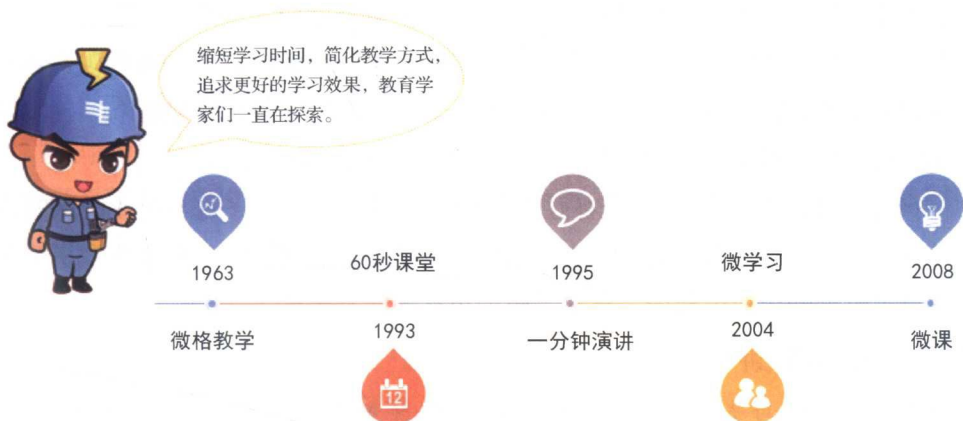 缩短学习时间，简化教学方式，
追求更好的学习效果，教育学
家们一直在探索。
1963
60秒课堂
1995
微学习
2008
微格教学
1993
一分钟演讲
2004
微课
12